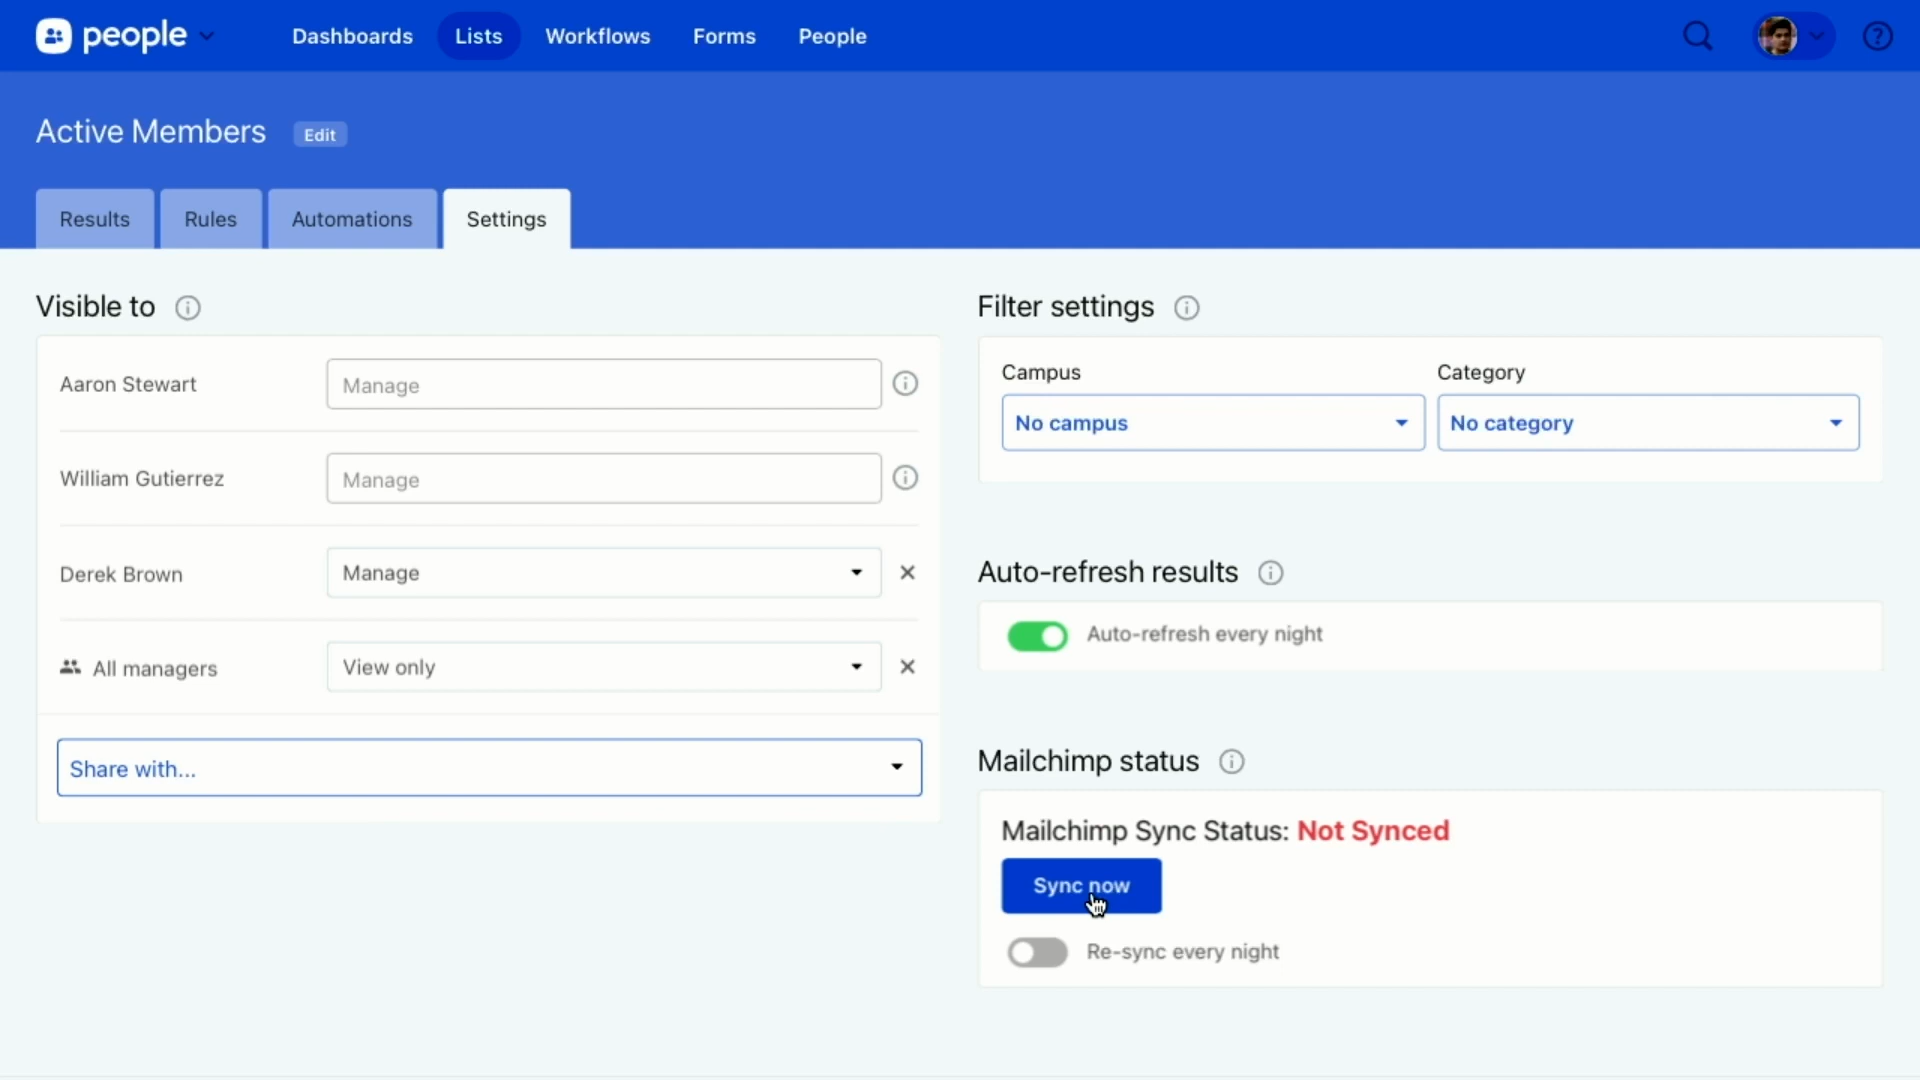 people
Dashboards
Lists
Workflows
Forms
People
Active Members
Edit
Results
Rules
Automations
Settings
Visible to
Aaron Stewart
Manage
William Gutierrez
Manage
Derek Brown
Manage
All managers
View only
Share with...
Filter settings
Campus
Category
No campus
No category
Auto-refresh results
Auto-refresh every night
Mailchimp status
Mailchimp Sync Status: Not Synced
Sync now
Re-sync every night